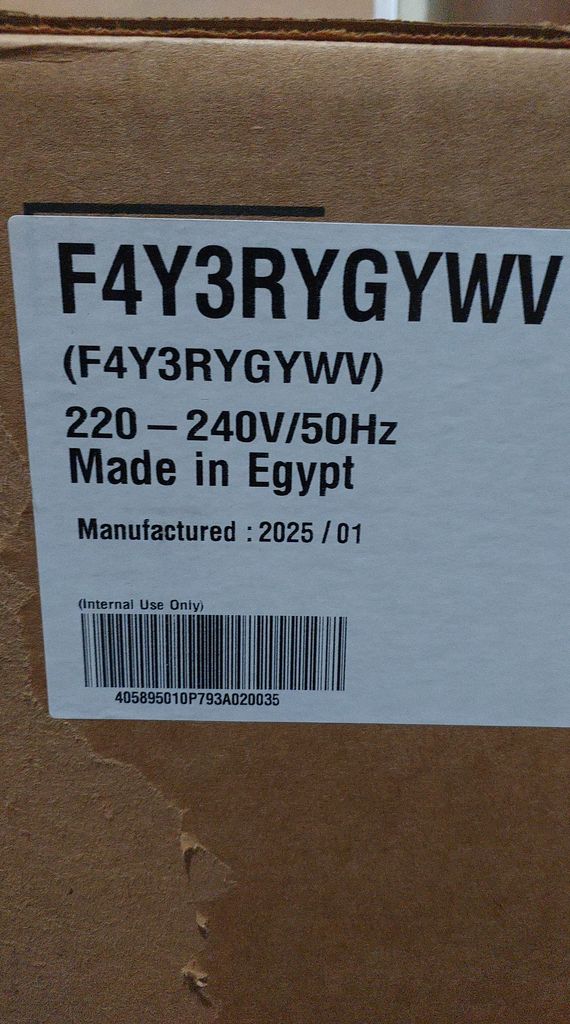 F4Y3RYGYWV
(F4Y3RYGYWV)
220 – 240V/50Hz
Made in Egypt
Manufactured : 2025 / 01
(Internal Use Only)
405895010P793A020035